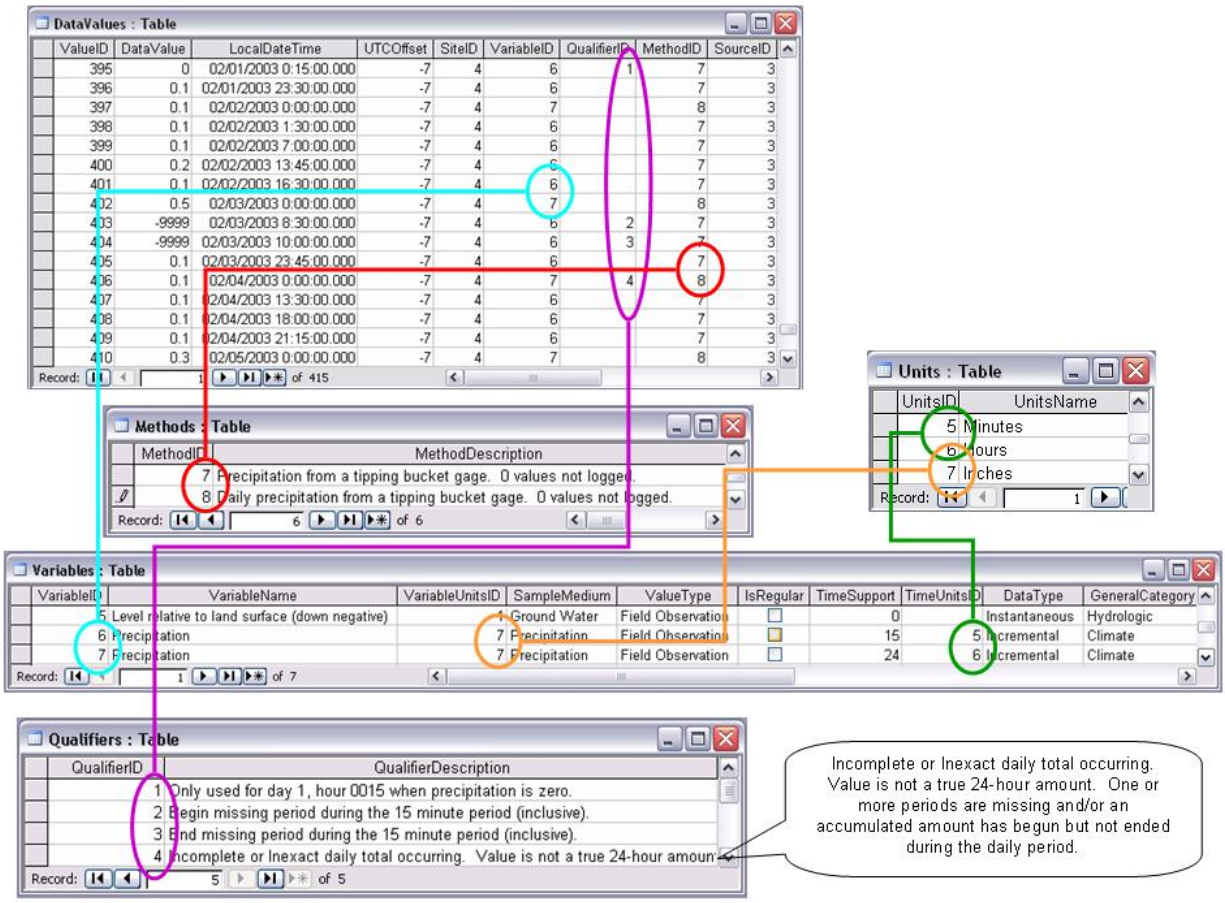 DataValues : Table
ValueID DataValue LocalDateTime UTCOffset SiteID VariableID QualifierID MethodID SourceID
395 0 02/01/2003 0:15:00.000 -7 4 6 1 7 3
396 0.1 02/01/2003 23:30:00.000 -7 4 6 7 3
397 0.1 02/02/2003 0:00:00.000 -7 4 7 8 3
398 0.1 02/02/2003 1:30:00.000 -7 4 6 7 3
399 0.1 02/02/2003 7:00:00.000 -7 4 6 7 3
400 0.2 02/02/2003 13:45:00.000 -7 4 6 7 3
401 0.1 02/02/2003 16:30:00.000 -7 4 6 7 3
402 0.5 02/03/2003 0:00:00.000 -7 4 7 8 3
403 -9999 02/03/2003 8:30:00.000 -7 4 6 2 7 3
404 -9999 02/03/2003 10:00:00.000 -7 4 6 3 7 3
405 0.1 02/03/2003 23:45:00.000 -7 4 6 7 3
406 0.1 02/04/2003 0:00:00.000 -7 4 7 4 8 3
407 0.1 02/04/2003 13:30:00.000 -7 4 6 7 3
408 0.1 02/04/2003 18:00:00.000 -7 4 6 7 3
409 0.1 02/04/2003 21:15:00.000 -7 4 6 7 3
410 0.3 02/05/2003 0:00:00.000 -7 4 7 8 3
Record: 1 of 415
Units : Table
UnitsID UnitsName
5 Minutes
6 Hours
7 Inches
Record: 1
Methods : Table
MethodID MethodDescription
7 Precipitation from a tipping bucket gage. 0 values not logged.
8 Daily precipitation from a tipping bucket gage. 0 values not logged.
Record: 6 of 6
Variables : Table
VariableID VariableName VariableUnitsID SampleMedium ValueType IsRegular TimeSupport TimeUnitsID DataType GeneralCategory
5 Level relative to land surface (down negative) Ground Water Field Observation 0 Instantaneous Hydrologic
6 Precipitation 7 Precipitation Field Observation 15 5 Incremental Climate
7 Precipitation 7 Precipitation Field Observation 24 6 Incremental Climate
Record: 1 of 7
Qualifiers : Table
QualifierID QualifierDescription
1 Only used for day 1, hour 0015 when precipitation is zero.
2 Begin missing period during the 15 minute period (inclusive).
3 End missing period during the 15 minute period (inclusive).
4 Incomplete or Inexact daily total occurring. Value is not a true 24-hour amoun
Record: 5 of 5
Incomplete or Inexact daily total occurring.
Value is not a true 24-hour amount. One or
more periods are missing and/or an
accumulated amount has begun but not ended
during the daily period.